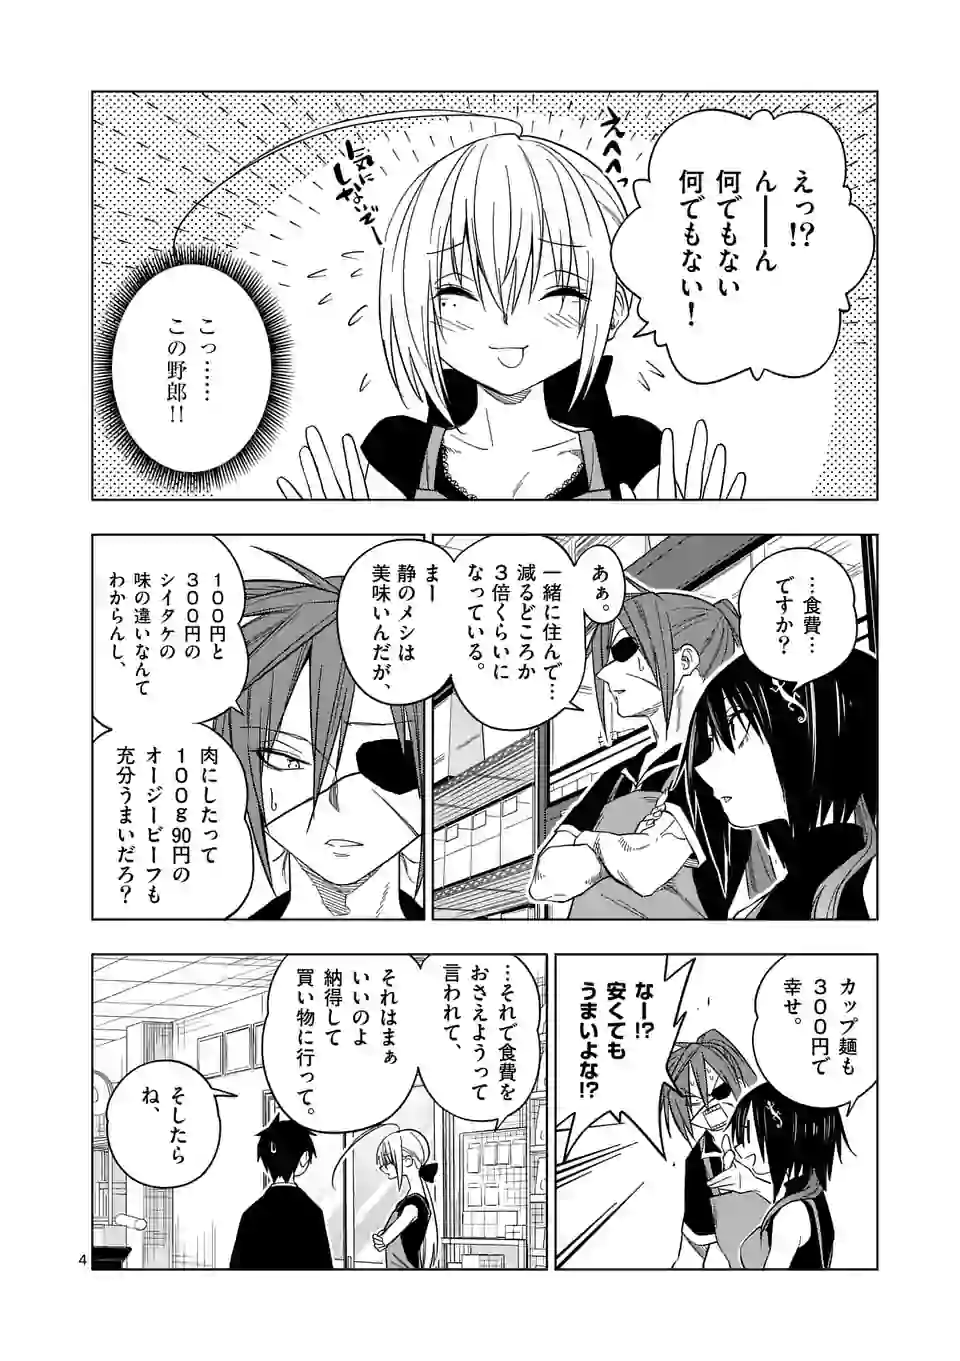 えっ!?
んーーん
何でもない
何でもない！
えへへっ
気に
しないぞー
こっ……
この野郎!!
…食費…
ですか？
あぁ。
一緒に住んで…
減るどころか
３倍くらいに
なっている。
まー
静のメシは
美味いんだが、
１００円と
３００円の
シイタケの
味の違いなんて
わからんし、
肉にしたって
１００ｇ90円の
オージービーフも
充分うまいだろ？
カップ麺も
３００円で
幸せ。
なー!?
安くても
うまいよな!?
…それで食費を
おさえようって
言われて、
それはまぁ
いいのよ
納得して
買い物に行って。
そしたら
ね、
4